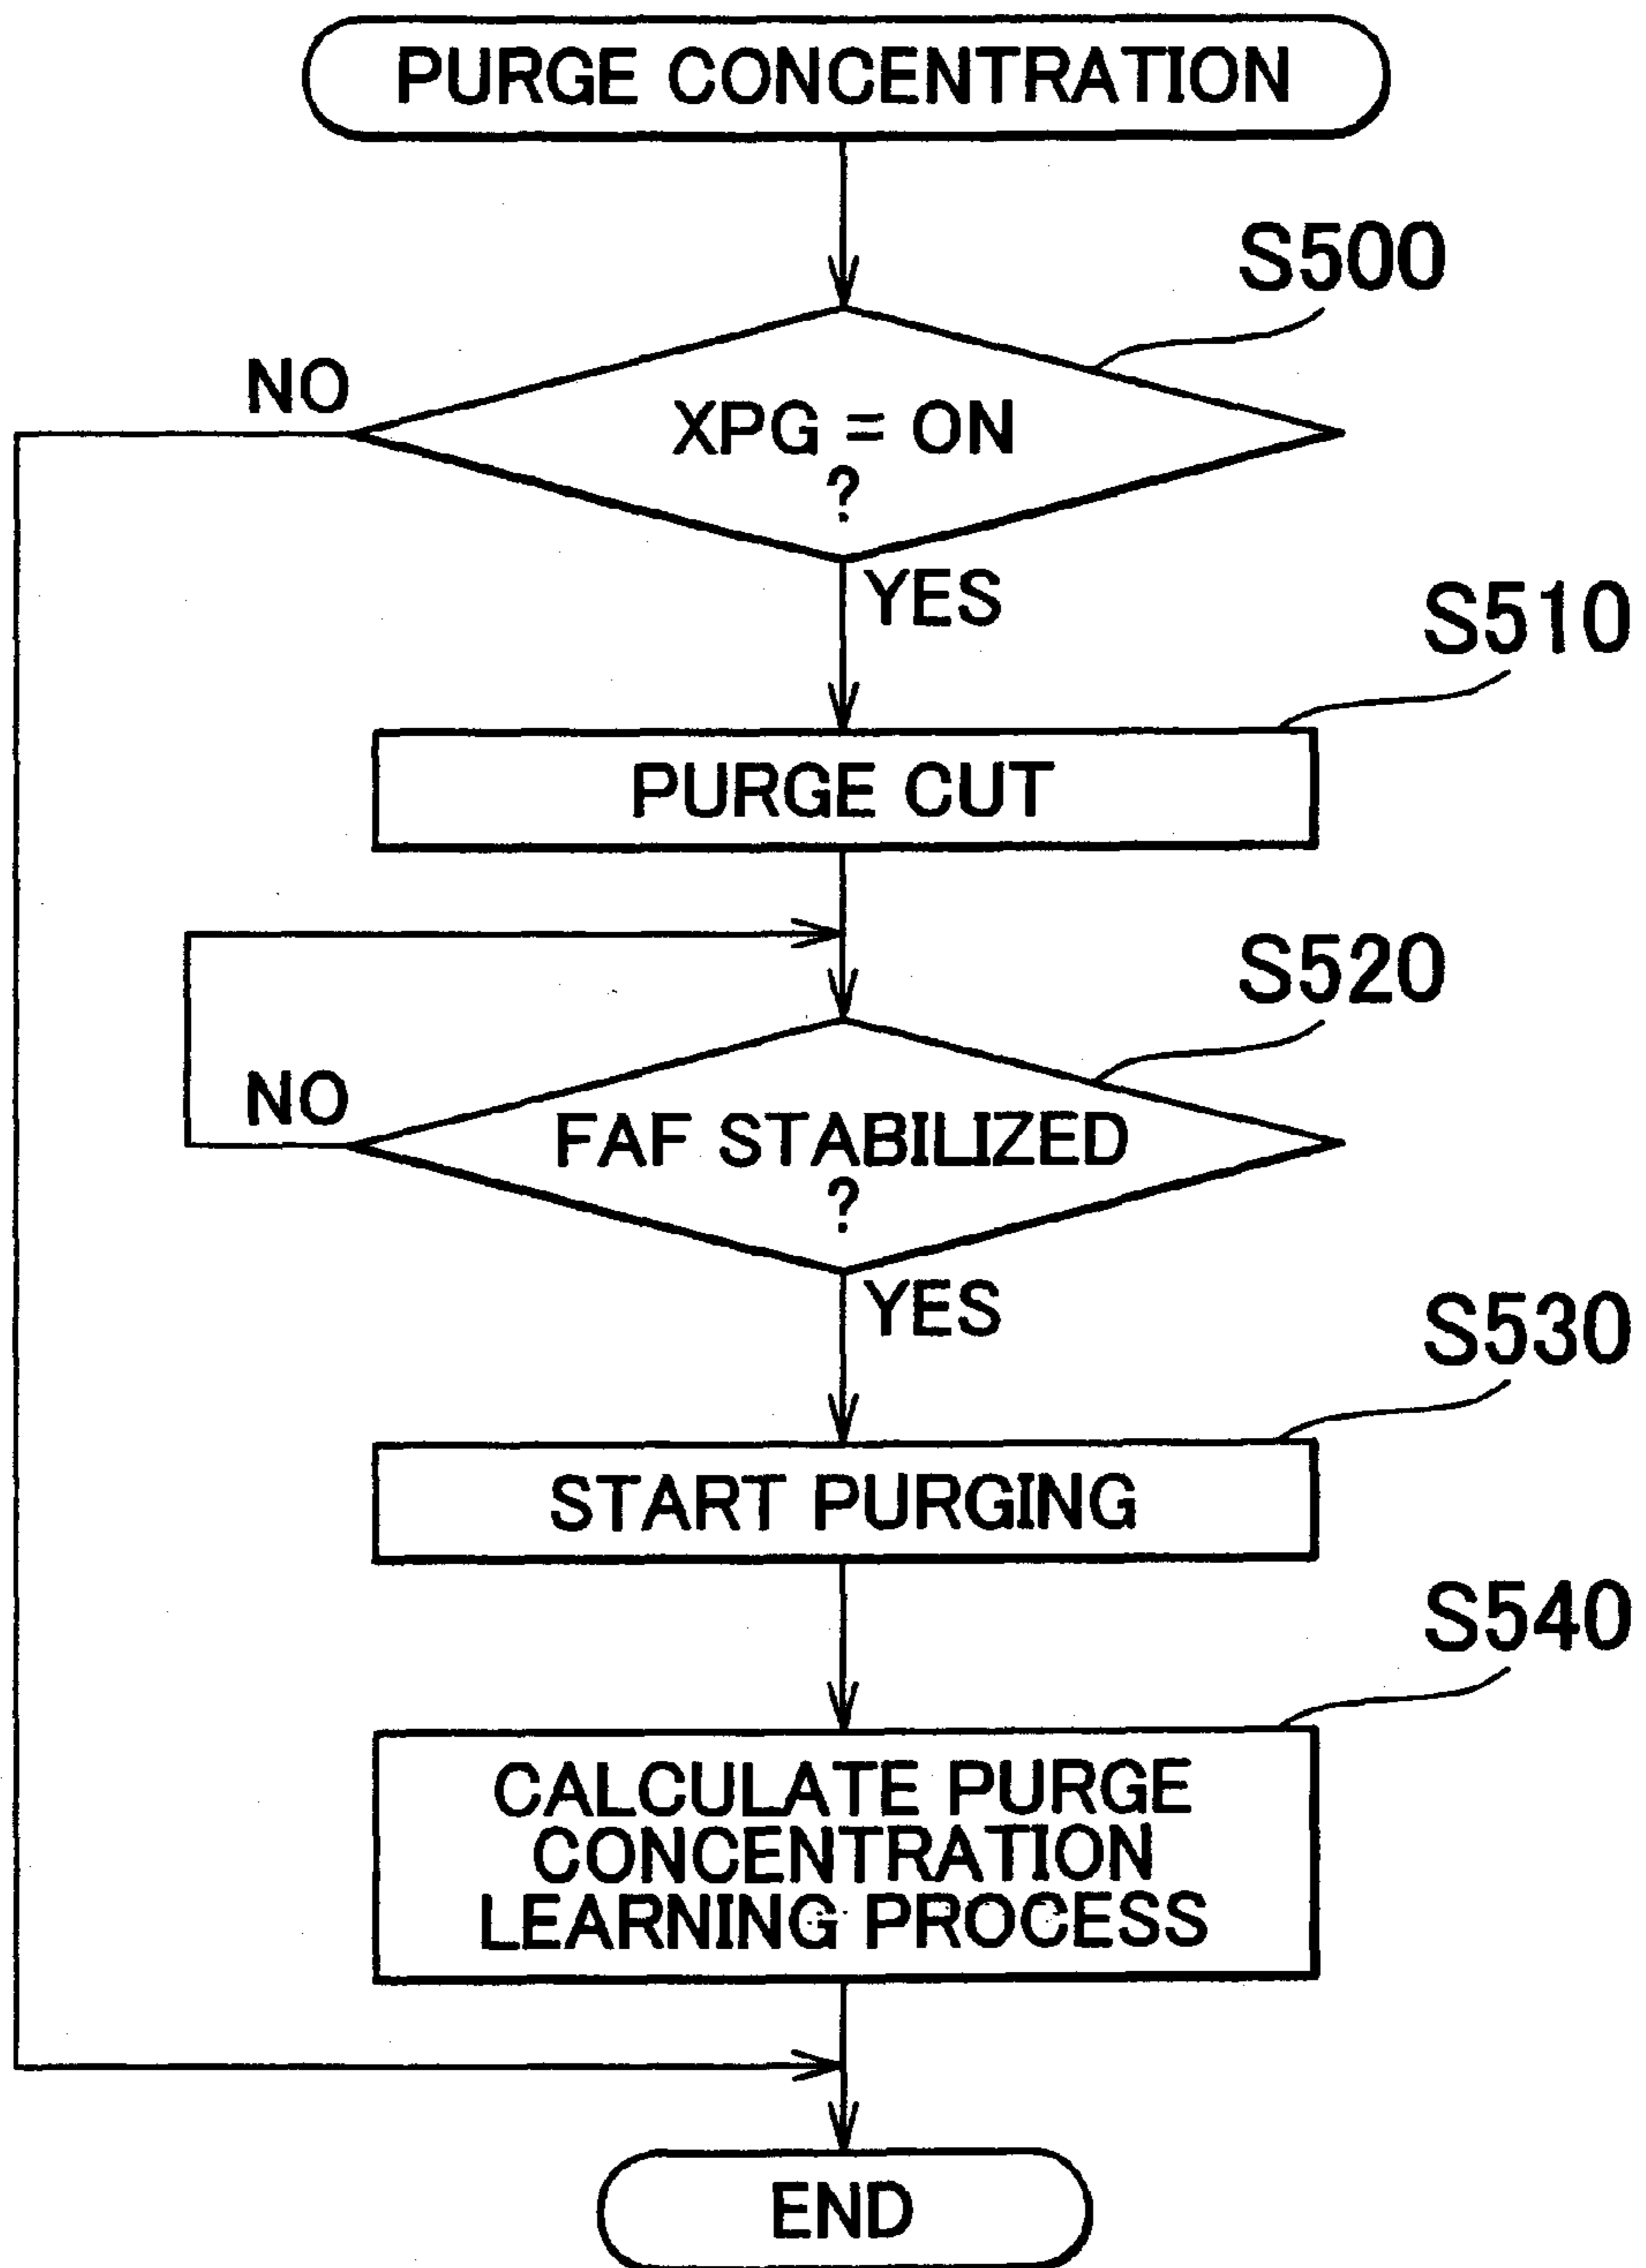 PURGE CONCENTRATION
S500
NO
XPG = ON
?
YES
S510
PURGE CUT
S520
NO
FAF STABILIZED
?
YES
S530
START PURGING
S540
CALCULATE PURGE
CONCENTRATION
LEARNING PROCESS
END